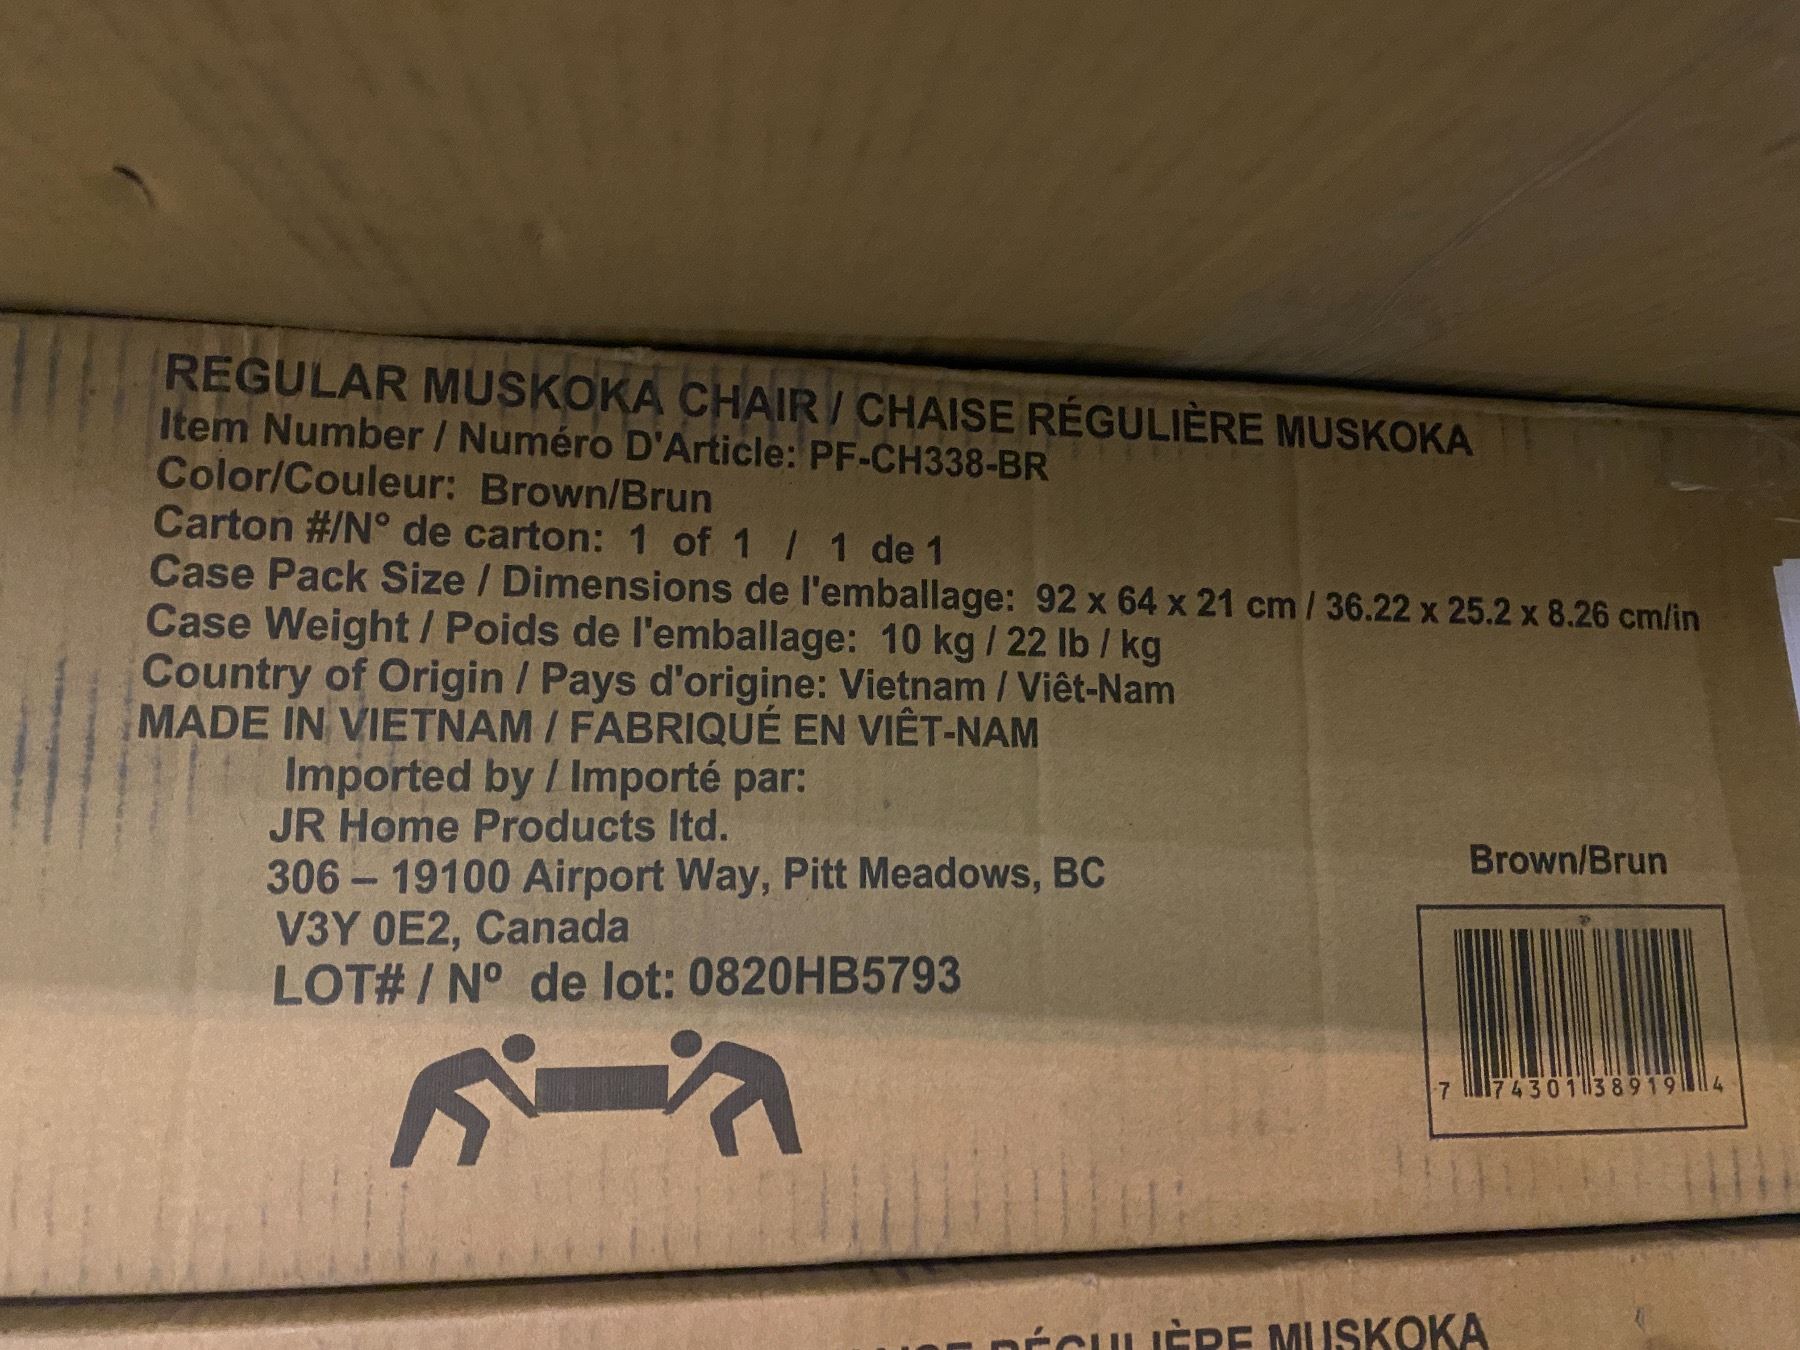 REGULAR MUSKOKA CHAIR / CHAISE RÉGULIÈRE MUSKOKA
Item Number / Numéro D'Article: PF-CH338-BR
Color/Couleur: Brown/Brun
Carton #/N° de carton: 1 of 1 / 1 de 1
Case Pack Size / Dimensions de l'emballage: 92 x 64 x 21 cm / 36.22 x 25.2 x 8.26 cm/in
Case Weight / Poids de l'emballage: 10 kg / 22 lb / kg
Country of Origin / Pays d'origine: Vietnam / Viêt-Nam
MADE IN VIETNAM / FABRIQUÉ EN VIÊT-NAM
Imported by / Importé par:
JR Home Products ltd.
306 – 19100 Airport Way, Pitt Meadows, BC
V3Y 0E2, Canada
LOT# / Nº de lot: 0820HB5793
Brown/Brun
7 74301 38919 4
RÉGULIÈRE MUSKOKA